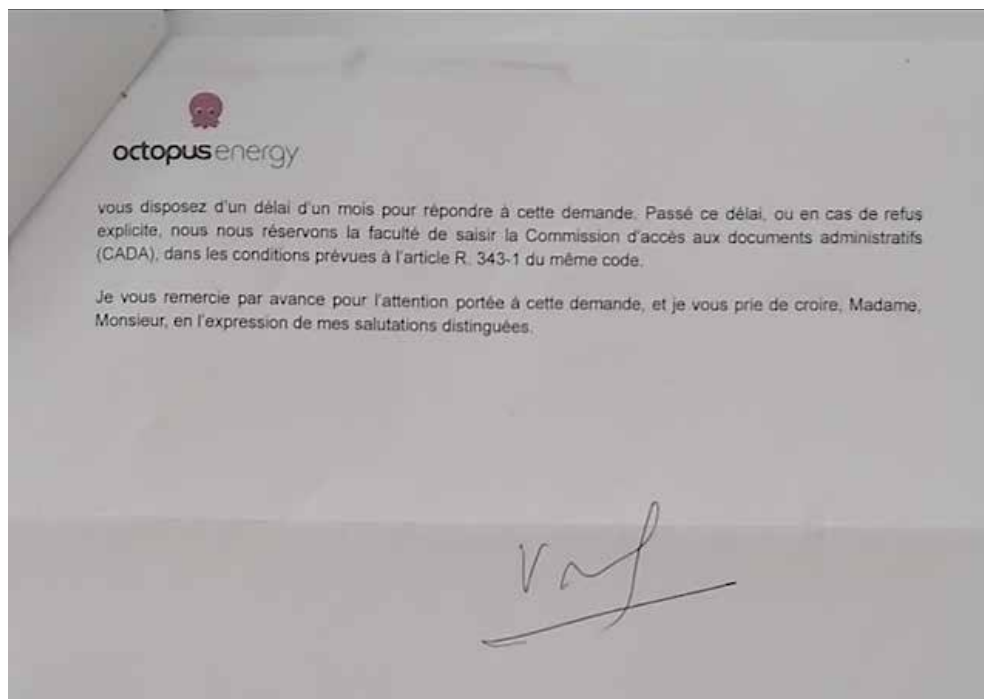 octopusenergy
vous disposez d'un délai d'un mois pour répondre à cette demande. Passé ce délai, ou en cas de refus
explicite, nous nous réservons la faculté de saisir la Commission d'accès aux documents administratifs
(CADA), dans les conditions prévues à l'article R. 343-1 du même code.
Je vous remercie par avance pour l'attention portée à cette demande, et je vous prie de croire, Madame,
Monsieur, en l'expression de mes salutations distinguées.